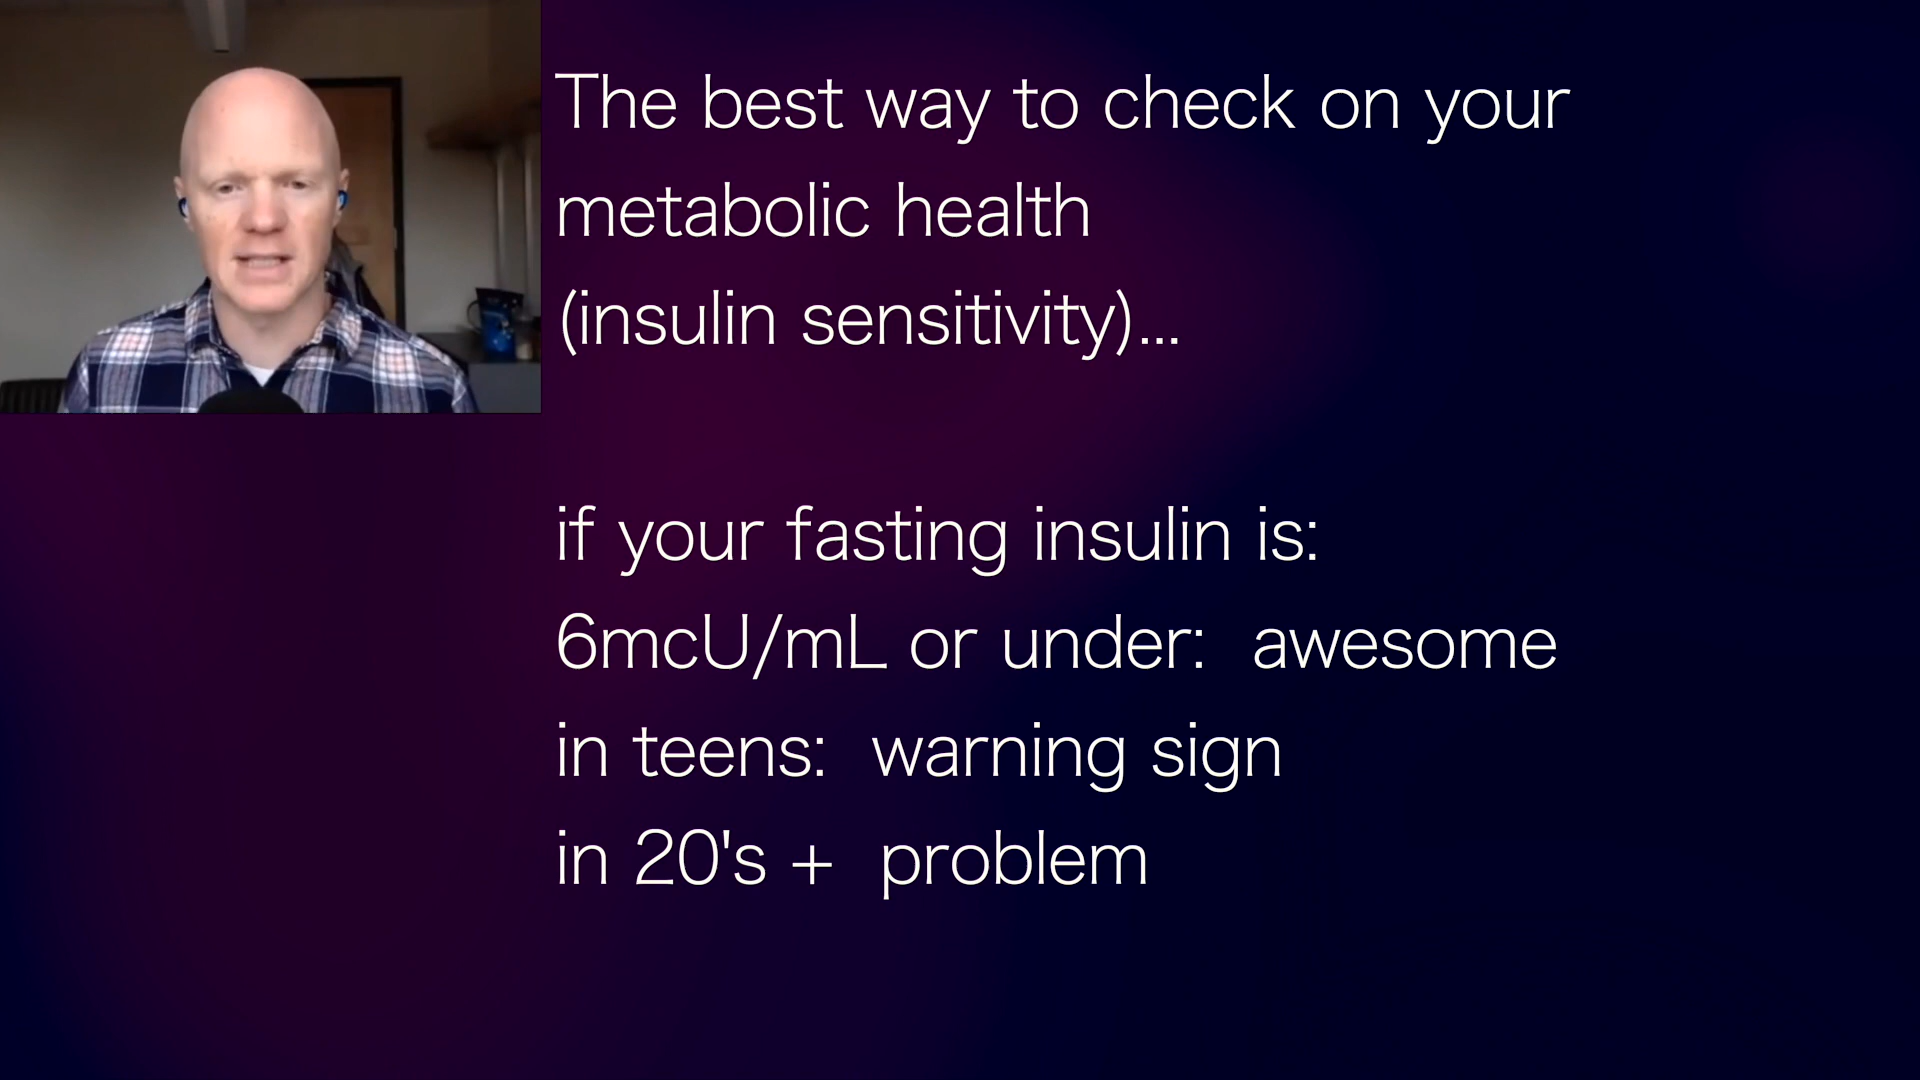 The best way to check on your
metabolic health
(insulin sensitivity)...
if your fasting insulin is:
6mcU/mL or under:  awesome
in teens:  warning sign
in 20's +  problem